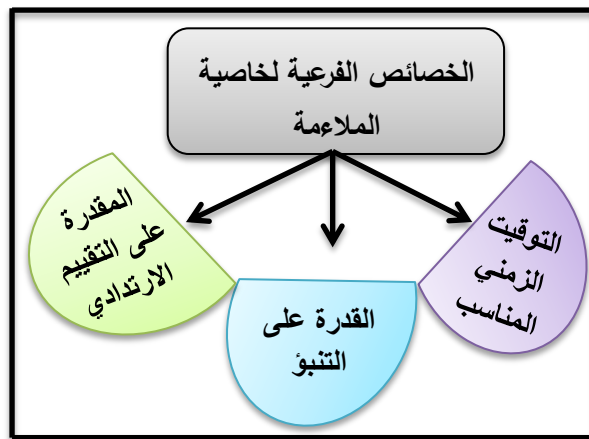 الخصائص الفرعية لخاصية
الملاءمة
التوقيت
الزمني
المناسب
القدرة على
التنبؤ
المقدرة
على التقييم
الارتدادي